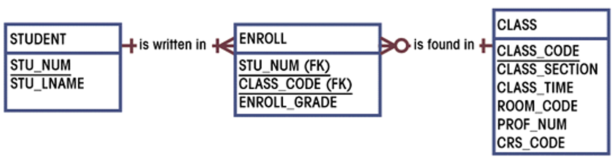 STUDENT
STU_NUM
STU_LNAME
is written in
ENROLL
STU_NUM (FK)
CLASS_CODE (FK)
ENROLL_GRADE
is found in
CLASS
CLASS_CODE
CLASS_SECTION
CLASS_TIME
ROOM_CODE
PROF_NUM
CRS_CODE